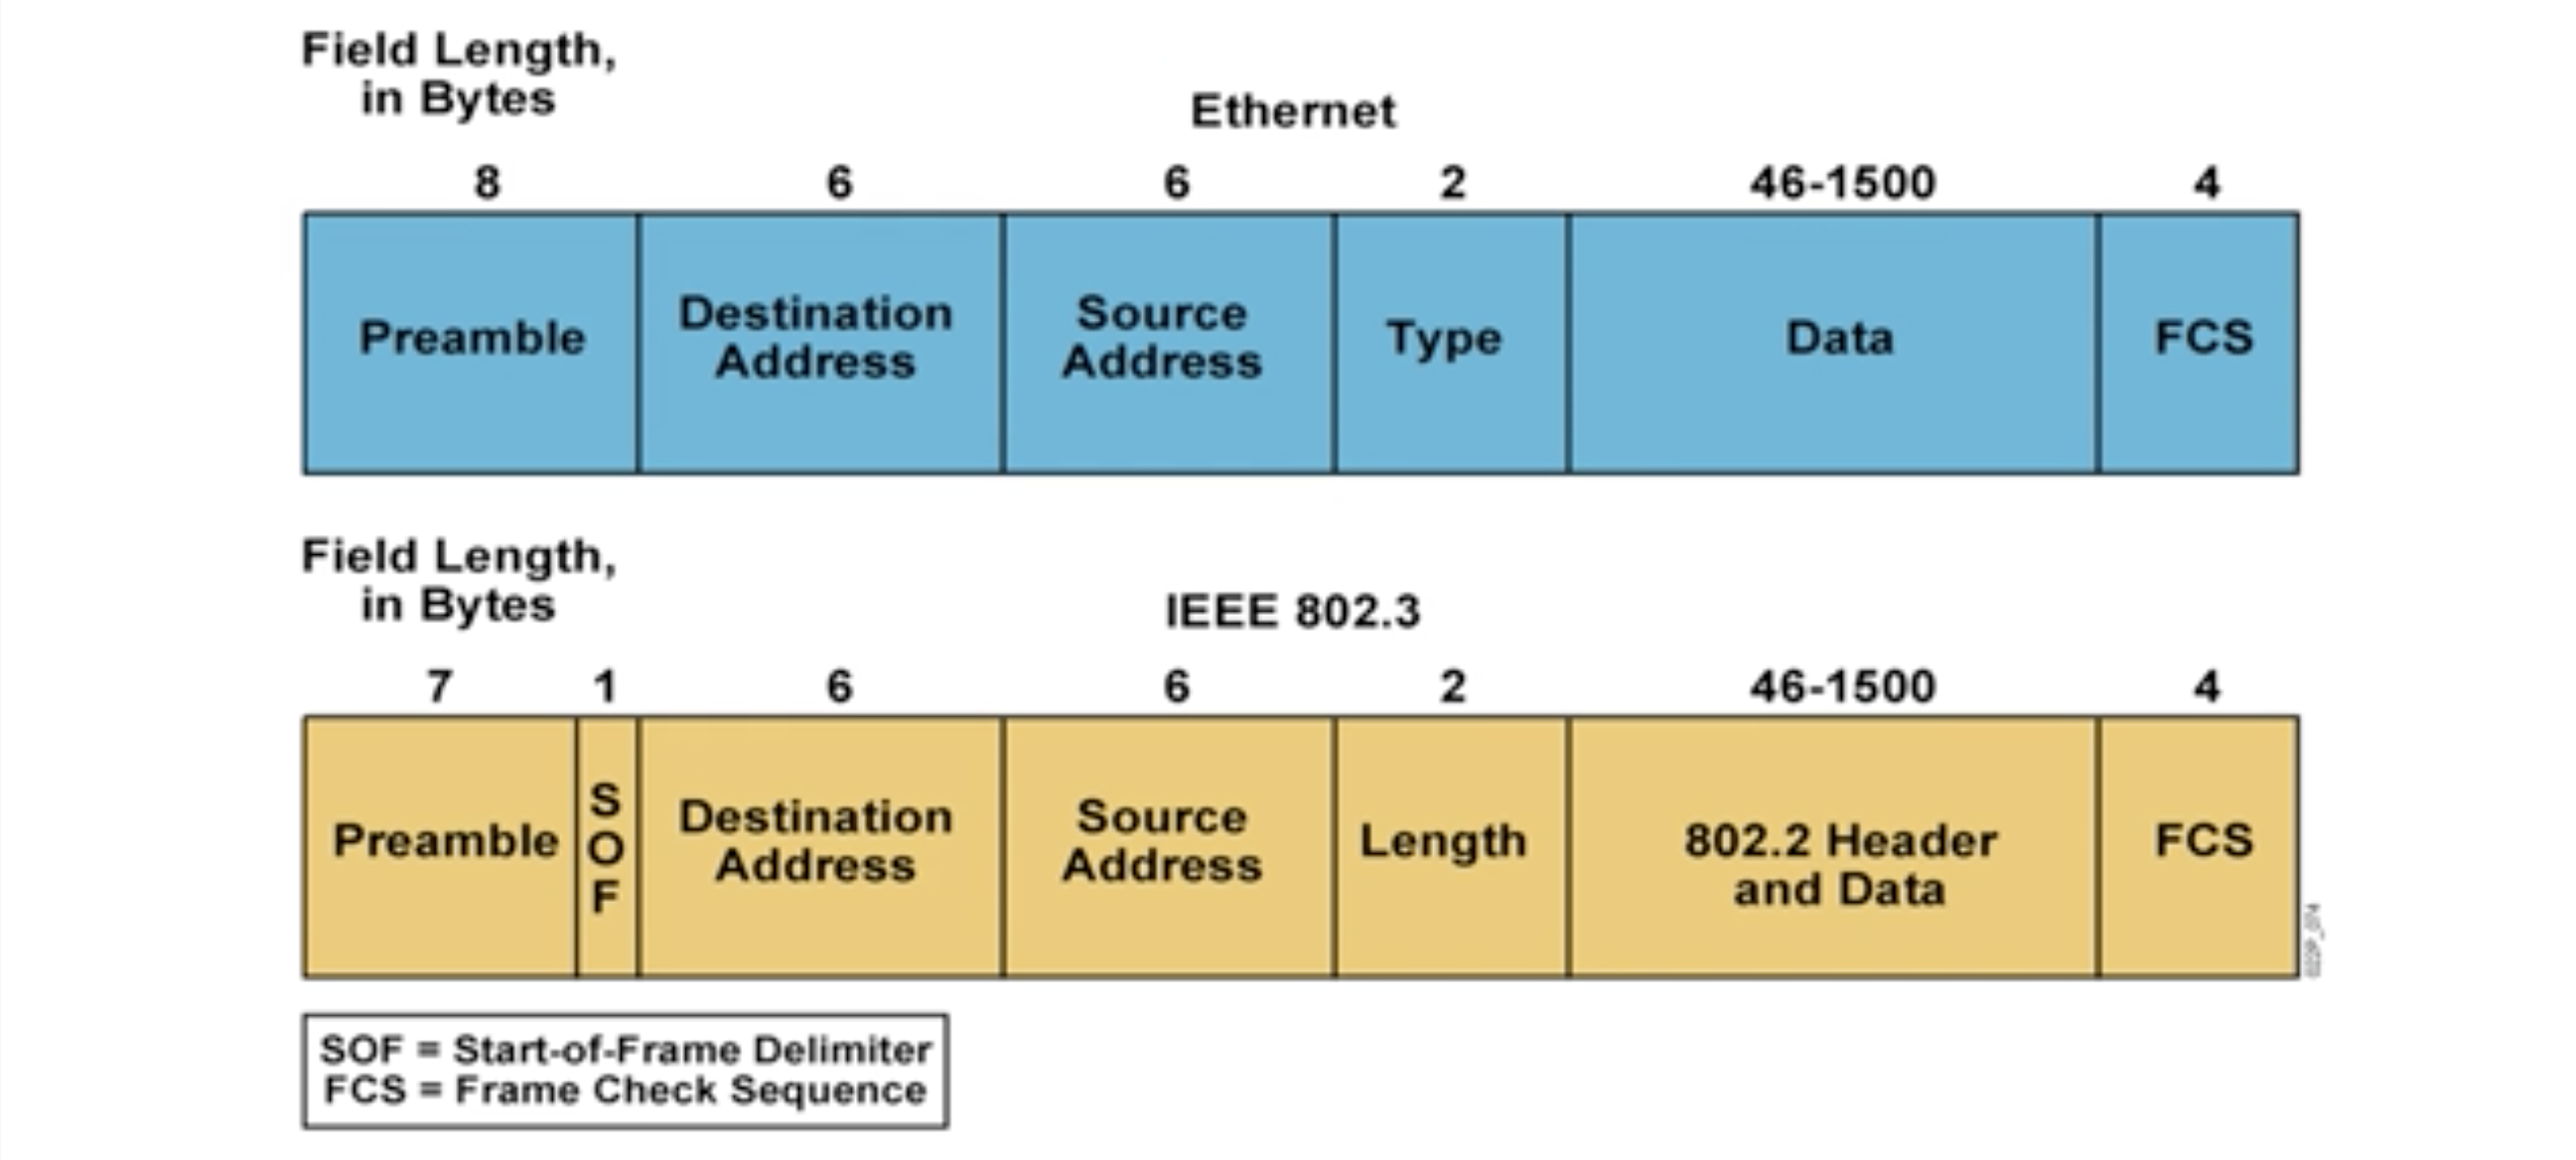 Field Length,
in Bytes
Ethernet
8 6 6 2 46-1500 4
Preamble
Destination
Address
Source
Address
Type
Data
FCS
Field Length,
in Bytes
IEEE 802.3
7 1 6 6 2 46-1500 4
Preamble
S
O
F
Destination
Address
Source
Address
Length
802.2 Header
and Data
FCS
SOF = Start-of-Frame Delimiter
FCS = Frame Check Sequence